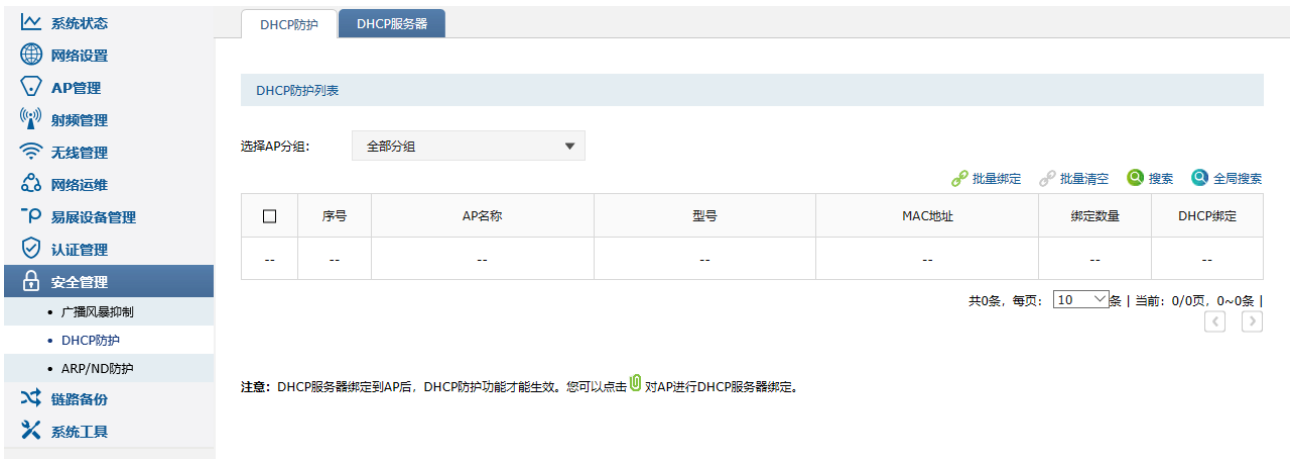 系统状态
网络设置
AP管理
射频管理
无线管理
网络运维
易展设备管理
认证管理
安全管理
• 广播风暴抑制
• DHCP防护
• ARP/ND防护
链路备份
系统工具
DHCP防护 DHCP服务器
DHCP防护列表
选择AP分组: 全部分组
批量绑定 批量清空 搜索 全局搜索
序号 AP名称 型号 MAC地址 绑定数量 DHCP绑定
-- -- -- -- -- -- --
共0条, 每页: 10 条 | 当前: 0/0页, 0~0条 |
注意: DHCP服务器绑定到AP后, DHCP防护功能才能生效。您可以点击 对AP进行DHCP服务器绑定。